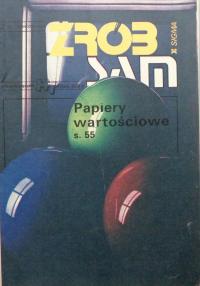 ZRÓB
SAM
SIGMA
Papiery
wartościowe
s. 55